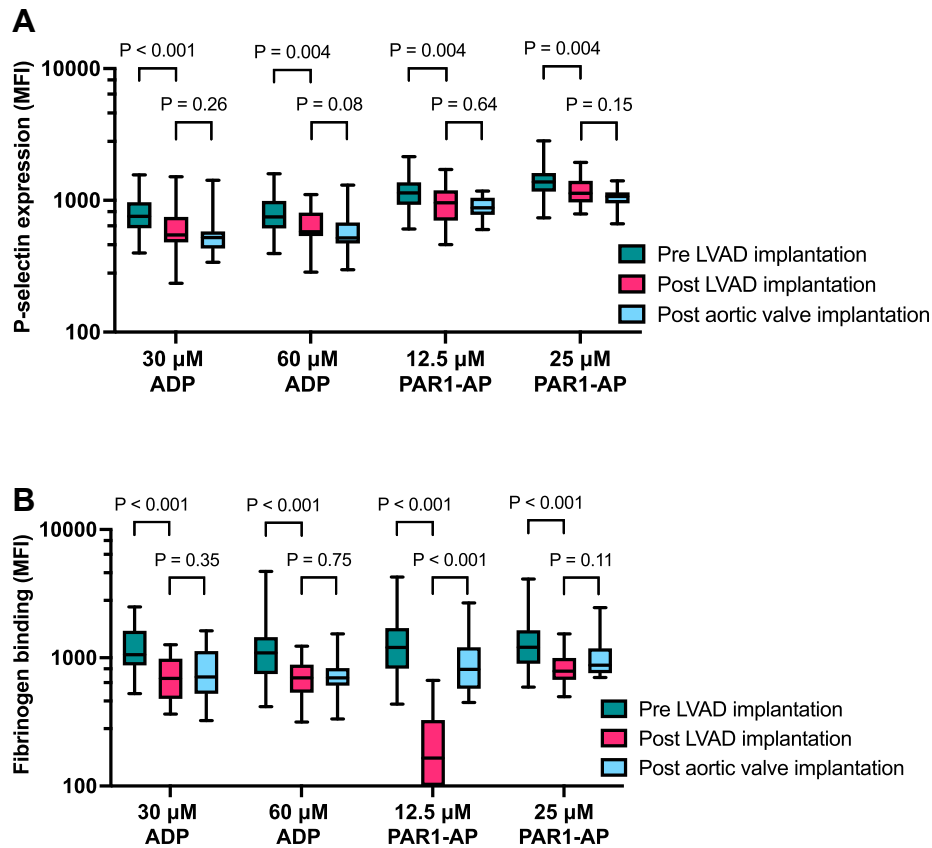 A
P < 0.001
P = 0.004
P = 0.004
P = 0.004
P = 0.26
P = 0.08
P = 0.64
P = 0.15
P-selectin expression (MFI)
10000
1000
100
Pre LVAD implantation
Post LVAD implantation
Post aortic valve implantation
30 µM
ADP
60 µM
ADP
12.5 µM
PAR1-AP
25 µM
PAR1-AP
B
P < 0.001
P < 0.001
P < 0.001
P < 0.001
P = 0.35
P = 0.75
P < 0.001
P = 0.11
Fibrinogen binding (MFI)
10000
1000
100
Pre LVAD implantation
Post LVAD implantation
Post aortic valve implantation
30 µM
ADP
60 µM
ADP
12.5 µM
PAR1-AP
25 µM
PAR1-AP